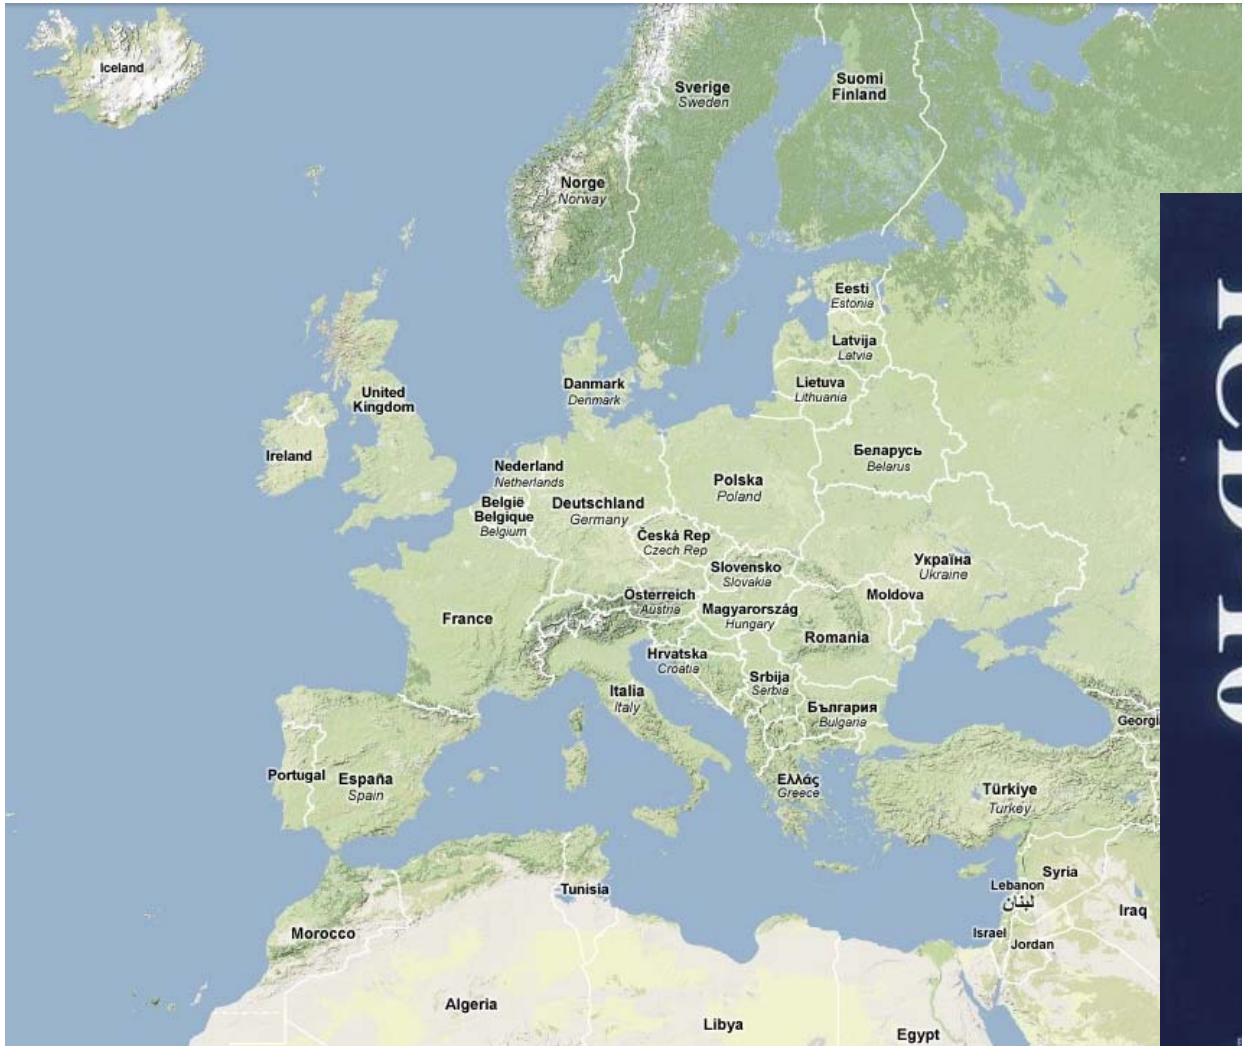 Iceland
Sverige
Sweden
Suomi
Finland
Norge
Norway
Eesti
Estonia
Latvija
Latvia
Danmark
Denmark
Lietuva
Lithuania
United
Kingdom
Ireland
Беларусь
Belarus
Nederland
Netherlands
Polska
Poland
België
Belgique
Belgium
Deutschland
Germany
Česká Rep
Czech Rep
Україна
Ukraine
Slovensko
Slovakia
Österreich
Austria
Moldova
Magyarország
Hungary
France
Romania
Hrvatska
Croatia
Srbija
Serbia
Italia
Italy
България
Bulgaria
Georgi
Portugal
España
Spain
Ελλάς
Greece
Türkiye
Turkey
Syria
Tunisia
Lebanon
لبنان
Iraq
Morocco
Israel
Jordan
Algeria
Libya
Egypt